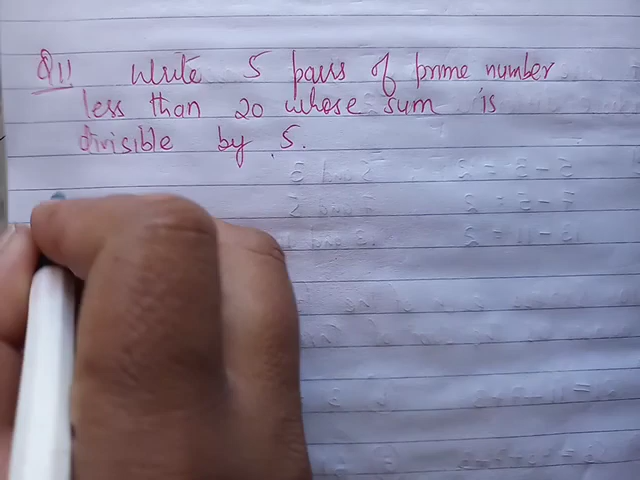 Q11 Write 5 pairs of prime number
less than 20 whose sum is
divisible by 5.